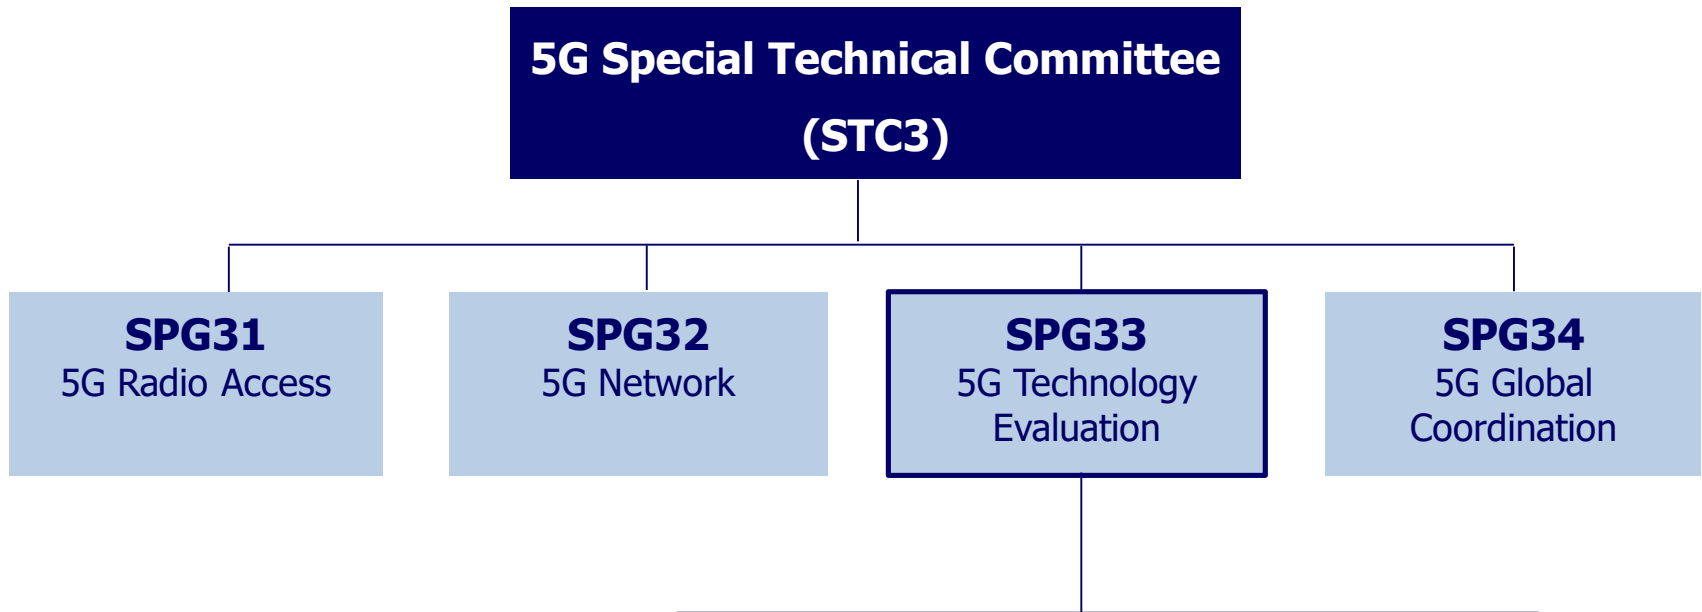 5G Special Technical Committee
(STC3)
SPG31
5G Radio Access
SPG32
5G Network
SPG33
5G Technology
Evaluation
SPG34
5G Global
Coordination